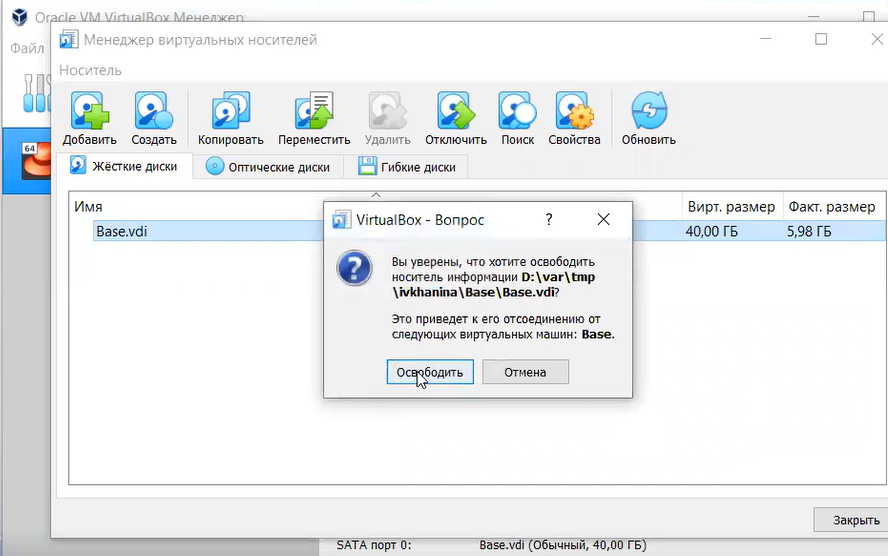 Oracle VM VirtualBox Менеджер
Файл
Менеджер виртуальных носителей
Носитель
Добавить
Создать
Копировать
Переместить
Удалить
Отключить
Поиск
Свойства
Обновить
64
Жёсткие диски
Оптические диски
Гибкие диски
Имя
Вирт. размер
Факт. размер
Base.vdi
40,00 ГБ
5,98 ГБ
VirtualBox - Вопрос
?
Вы уверены, что хотите освободить
носитель информации D:\var\tmp
\ivkhanina\Base\Base.vdi?
Это приведет к его отсоединению от
следующих виртуальных машин: Base.
Освободить
Отмена
Закрыть
SATA порт 0:
Base.vdi (Обычный, 40,00 ГБ)